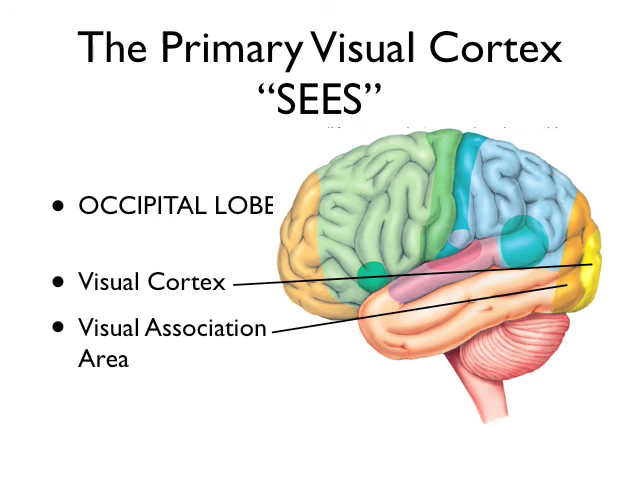 The Primary Visual Cortex
“SEES”
• OCCIPITAL LOBE
• Visual Cortex
• Visual Association
Area